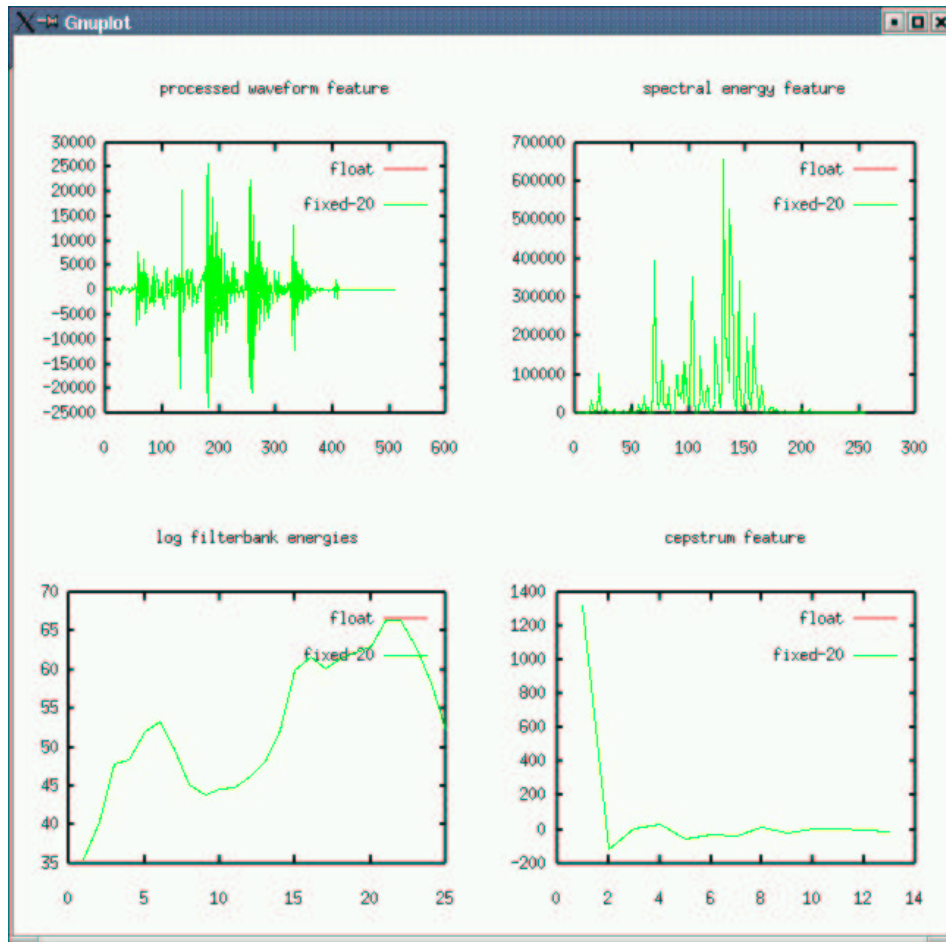 Gnuplot
processed waveform feature
30000
25000
20000
15000
10000
5000
0
-5000
-10000
-15000
-20000
-25000
float
fixed-20
0 100 200 300 400 500 600
spectral energy feature
700000
600000
500000
400000
300000
200000
100000
0
float
fixed-20
0 50 100 150 200 250 300
log filterbank energies
70
65
60
55
50
45
40
35
float
fixed-20
0 5 10 15 20 25
cepstrum feature
1400
1200
1000
800
600
400
200
0
-200
float
fixed-20
0 2 4 6 8 10 12 14